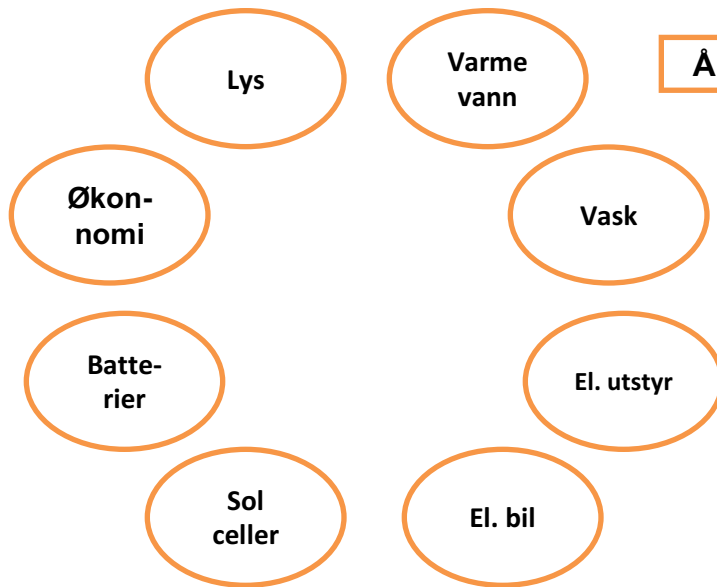 Lys
Varme
vann
Å
Økon-
nomi
Vask
Batte-
rier
El. utstyr
Sol
celler
El. bil